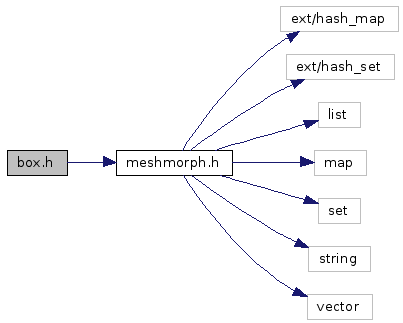 ext/hash_map
ext/hash_set
list
box.h
meshmorph.h
map
set
string
vector